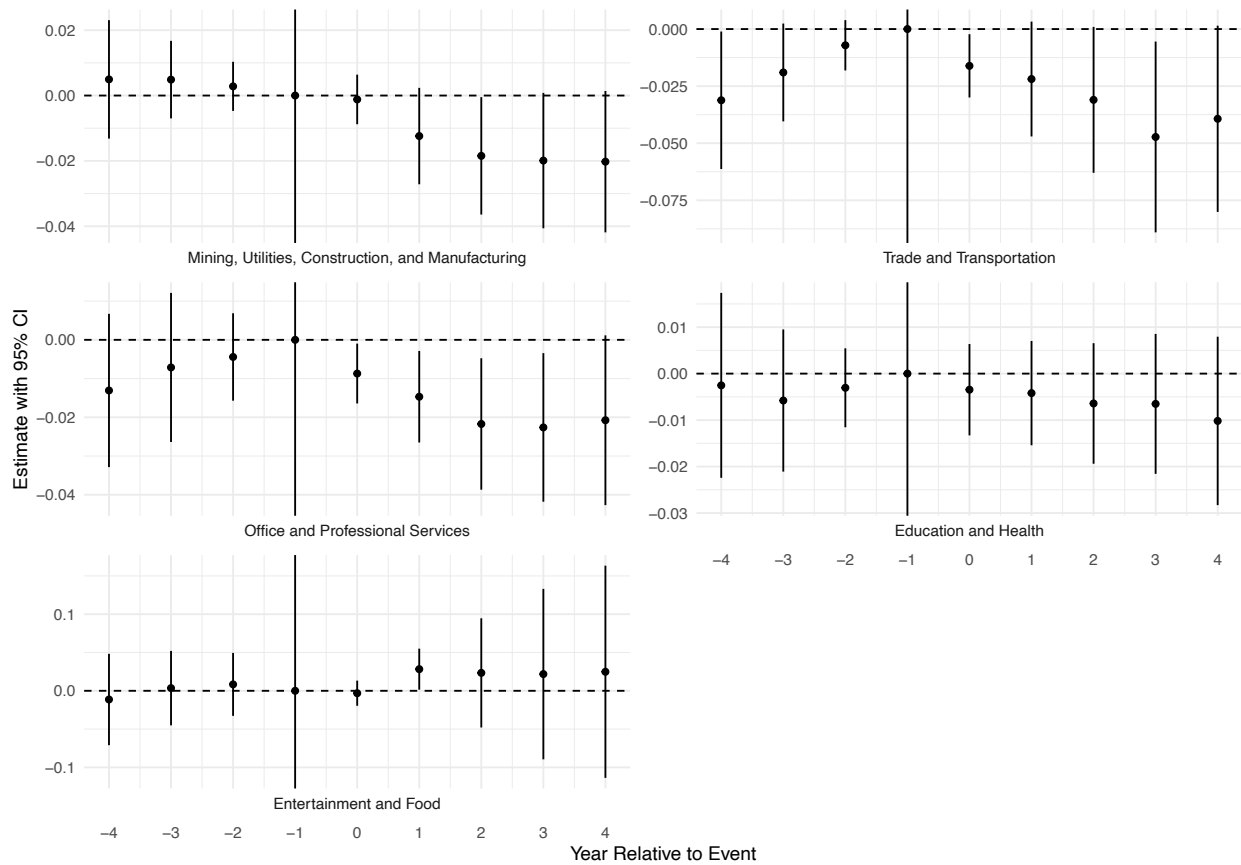 0.02
0.00
−0.02
−0.04
Mining, Utilities, Construction, and Manufacturing
0.000
−0.025
−0.050
−0.075
Trade and Transportation
Estimate with 95% CI
0.00
−0.02
−0.04
Office and Professional Services
0.01
0.00
−0.01
−0.02
−0.03
Education and Health
−4 −3 −2 −1 0 1 2 3 4
0.1
0.0
−0.1
Entertainment and Food
−4 −3 −2 −1 0 1 2 3 4
Year Relative to Event